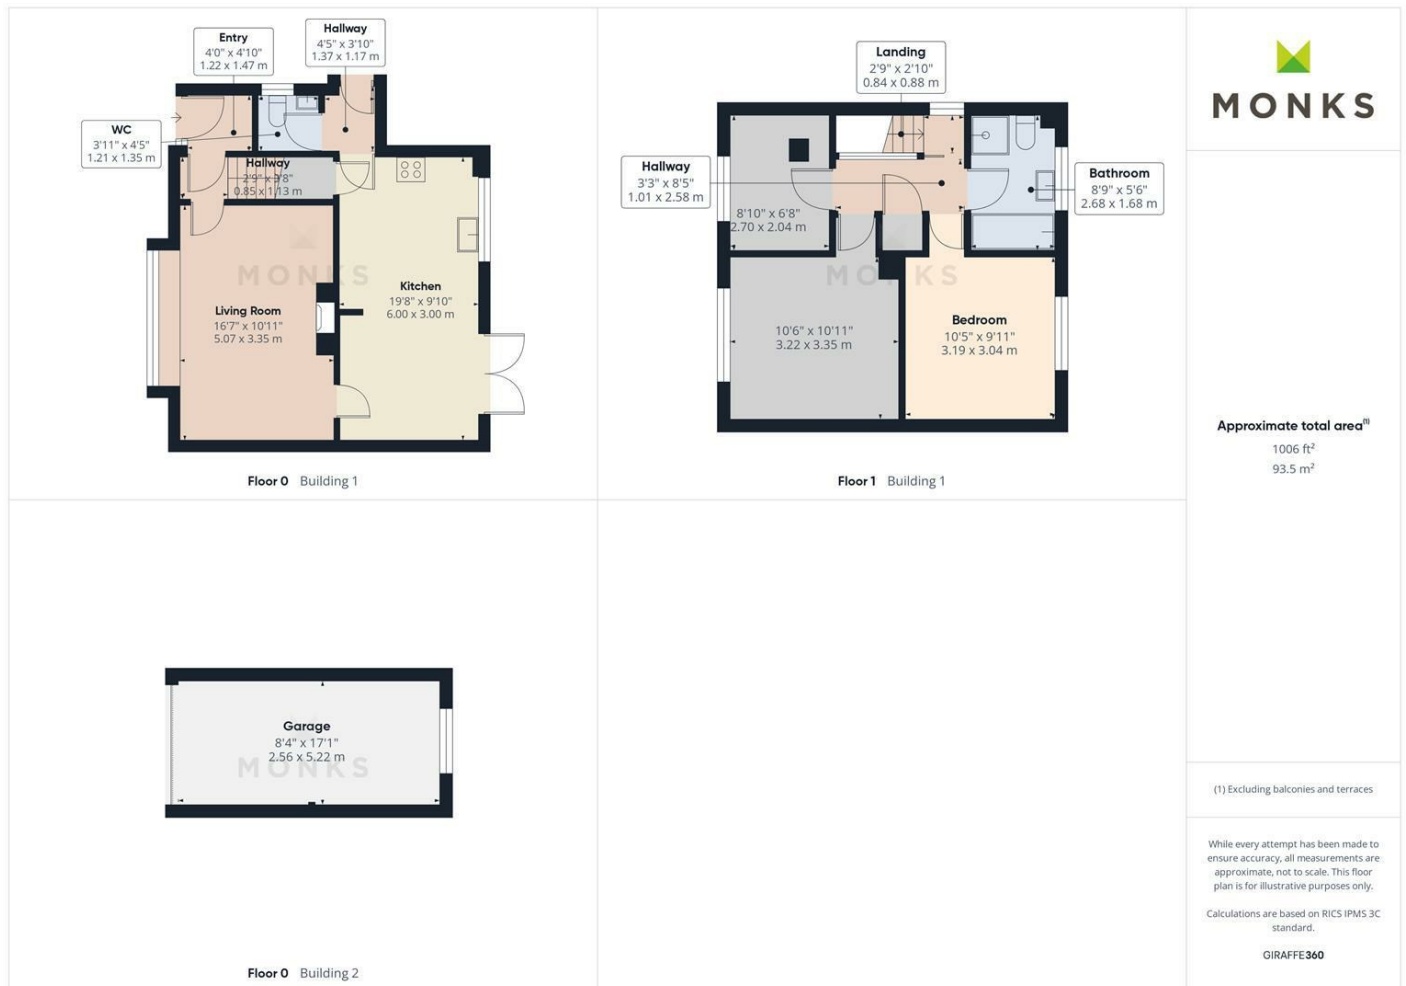 Entry
4'0" x 4'10"
1.22 x 1.47 m
Hallway
4'5" x 3'10"
1.37 x 1.17 m
WC
3'11" x 4'5"
1.21 x 1.35 m
Hallway
2'9" x 3'8"
0.85 x 1.13 m
MONKS
Living Room
16'7" x 10'11"
5.07 x 3.35 m
Kitchen
19'8" x 9'10"
6.00 x 3.00 m
Floor 0 Building 1
Landing
2'9" x 2'10"
0.84 x 0.88 m
Hallway
3'3" x 8'5"
1.01 x 2.58 m
Bathroom
8'9" x 5'6"
2.68 x 1.68 m
8'10" x 6'8"
2.70 x 2.04 m
MONKS
10'6" x 10'11"
3.22 x 3.35 m
Bedroom
10'5" x 9'11"
3.19 x 3.04 m
Floor 1 Building 1
Garage
8'4" x 17'1"
2.56 x 5.22 m
MONKS
Floor 0 Building 2
MONKS
Approximate total area(1)
1006 ft²
93.5 m²
(1) Excluding balconies and terraces
While every attempt has been made to
ensure accuracy, all measurements are
approximate, not to scale. This floor
plan is for illustrative purposes only.
Calculations are based on RICS IPMS 3C
standard.
GIRAFFE360